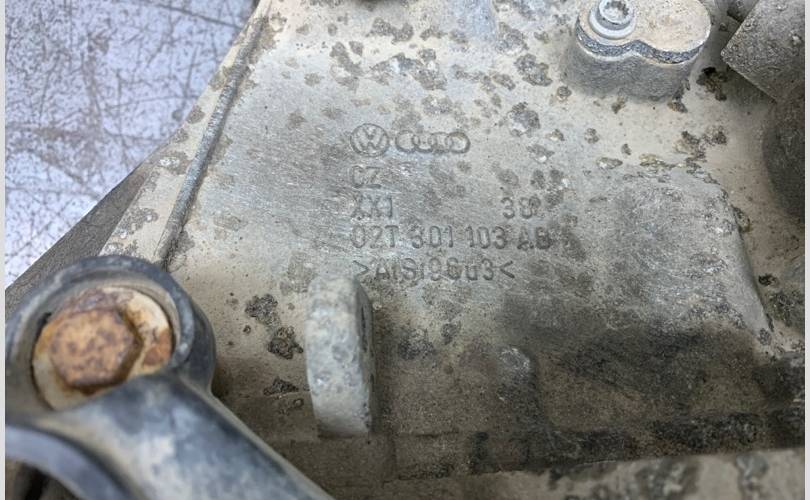 CZ
XX1 38
02T 301 103 AB
>AlSi9Cu3<